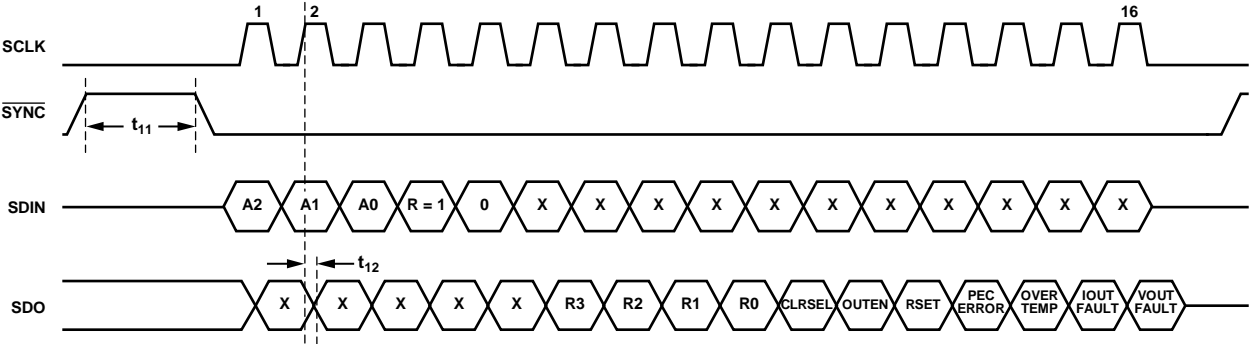 1 2 16
SCLK
SYNC
t11
SDIN A2 A1 A0 R = 1 0 X X X X X X X X X X X
t12
SDO X X X X X R3 R2 R1 R0 CLRSEL OUTEN RSET PEC ERROR OVER TEMP IOUT FAULT VOUT FAULT